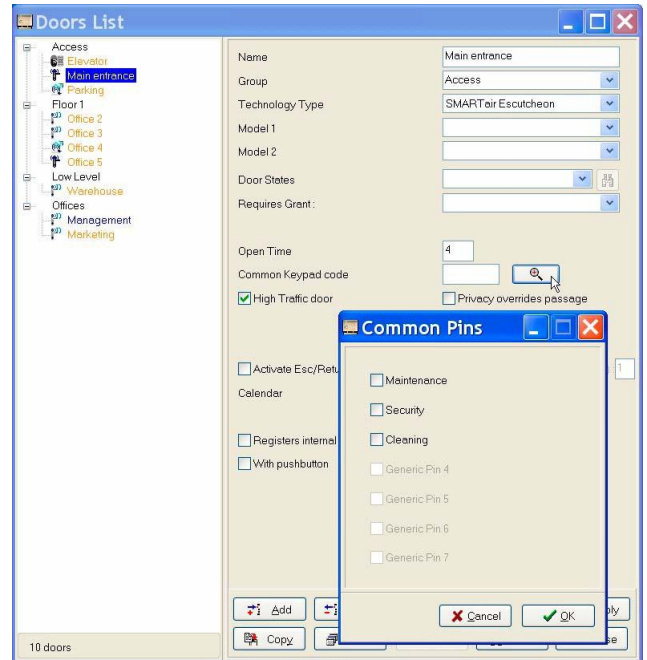 Doors List
Access
Elevator
Main entrance
Parking
Floor 1
Office 2
Office 3
Office 4
Office 5
Low Level
Warehouse
Offices
Management
Marketing
10 doors
Name Main entrance
Group Access
Technology Type SMARTair Escutcheon
Model 1
Model 2
Door States
Requires Grant :
Open Time 4
Common Keypad code
High Traffic door Privacy overrides passage
Activate Esc/Retu 1
Calendar
Registers internal
With pushbutton
Common Pins
Maintenance
Security
Cleaning
Generic Pin 4
Generic Pin 5
Generic Pin 6
Generic Pin 7
Cancel OK
Add
Copy